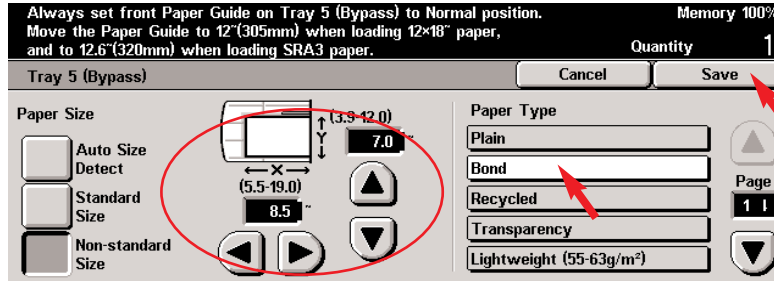 Always set front Paper Guide on Tray 5 (Bypass) to Normal position.
Memory 100%
Move the Paper Guide to 12"(305mm) when loading 12×18" paper,
and to 12.6"(320mm) when loading SRA3 paper.
Quantity 1
Tray 5 (Bypass)
Cancel
Save
Paper Size
Auto Size
Detect
Standard
Size
Non-standard
Size
(3.9-12.0)
Y
7.0 "
X
(5.5-19.0)
8.5 "
Paper Type
Plain
Bond
Recycled
Transparency
Lightweight (55-63g/m²)
Page
1